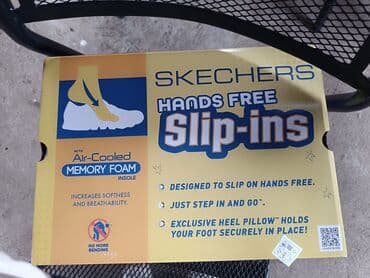 SKECHERS
HANDS FREE
Slip-ins
WITH
Air-Cooled
MEMORY FOAM
INSOLE
INCREASES SOFTNESS
AND BREATHABILITY.
NO MORE
BENDING
DESIGNED TO SLIP ON HANDS FREE.
JUST STEP IN AND GO™.
EXCLUSIVE HEEL PILLOW™ HOLDS
YOUR FOOT SECURELY IN PLACE!